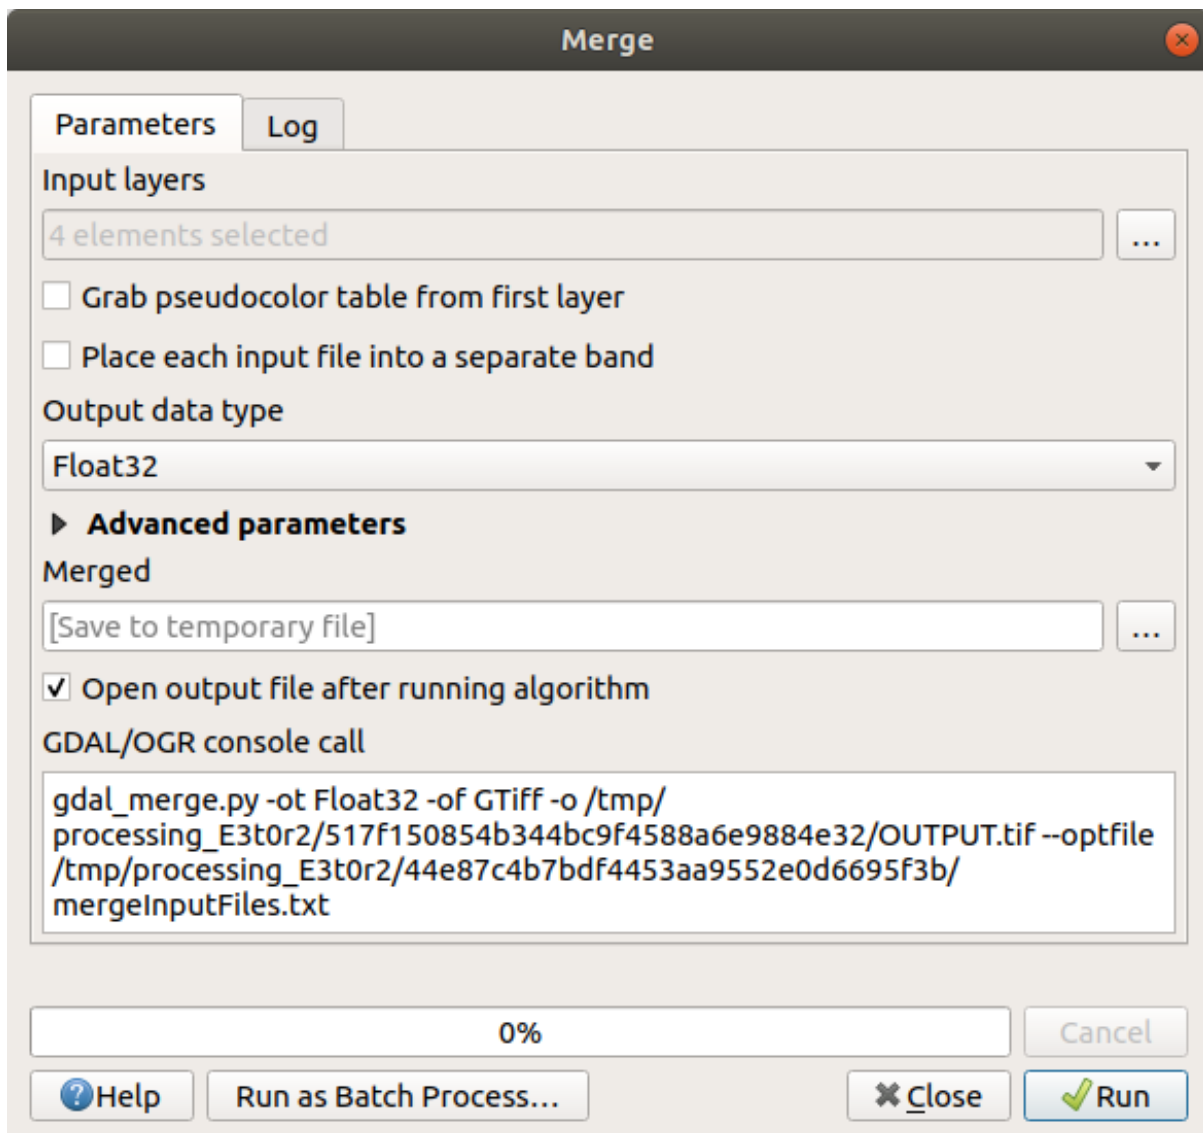 Merge
Parameters
Log
Input layers
4 elements selected
...
Grab pseudocolor table from first layer
Place each input file into a separate band
Output data type
Float32
Advanced parameters
Merged
[Save to temporary file]
...
Open output file after running algorithm
GDAL/OGR console call
gdal_merge.py -ot Float32 -of GTiff -o /tmp/
processing_E3t0r2/517f150854b344bc9f4588a6e9884e32/OUTPUT.tif --optfile
/tmp/processing_E3t0r2/44e87c4b7bdf4453aa9552e0d6695f3b/
mergeInputFiles.txt
0%
Cancel
Help
Run as Batch Process...
Close
Run